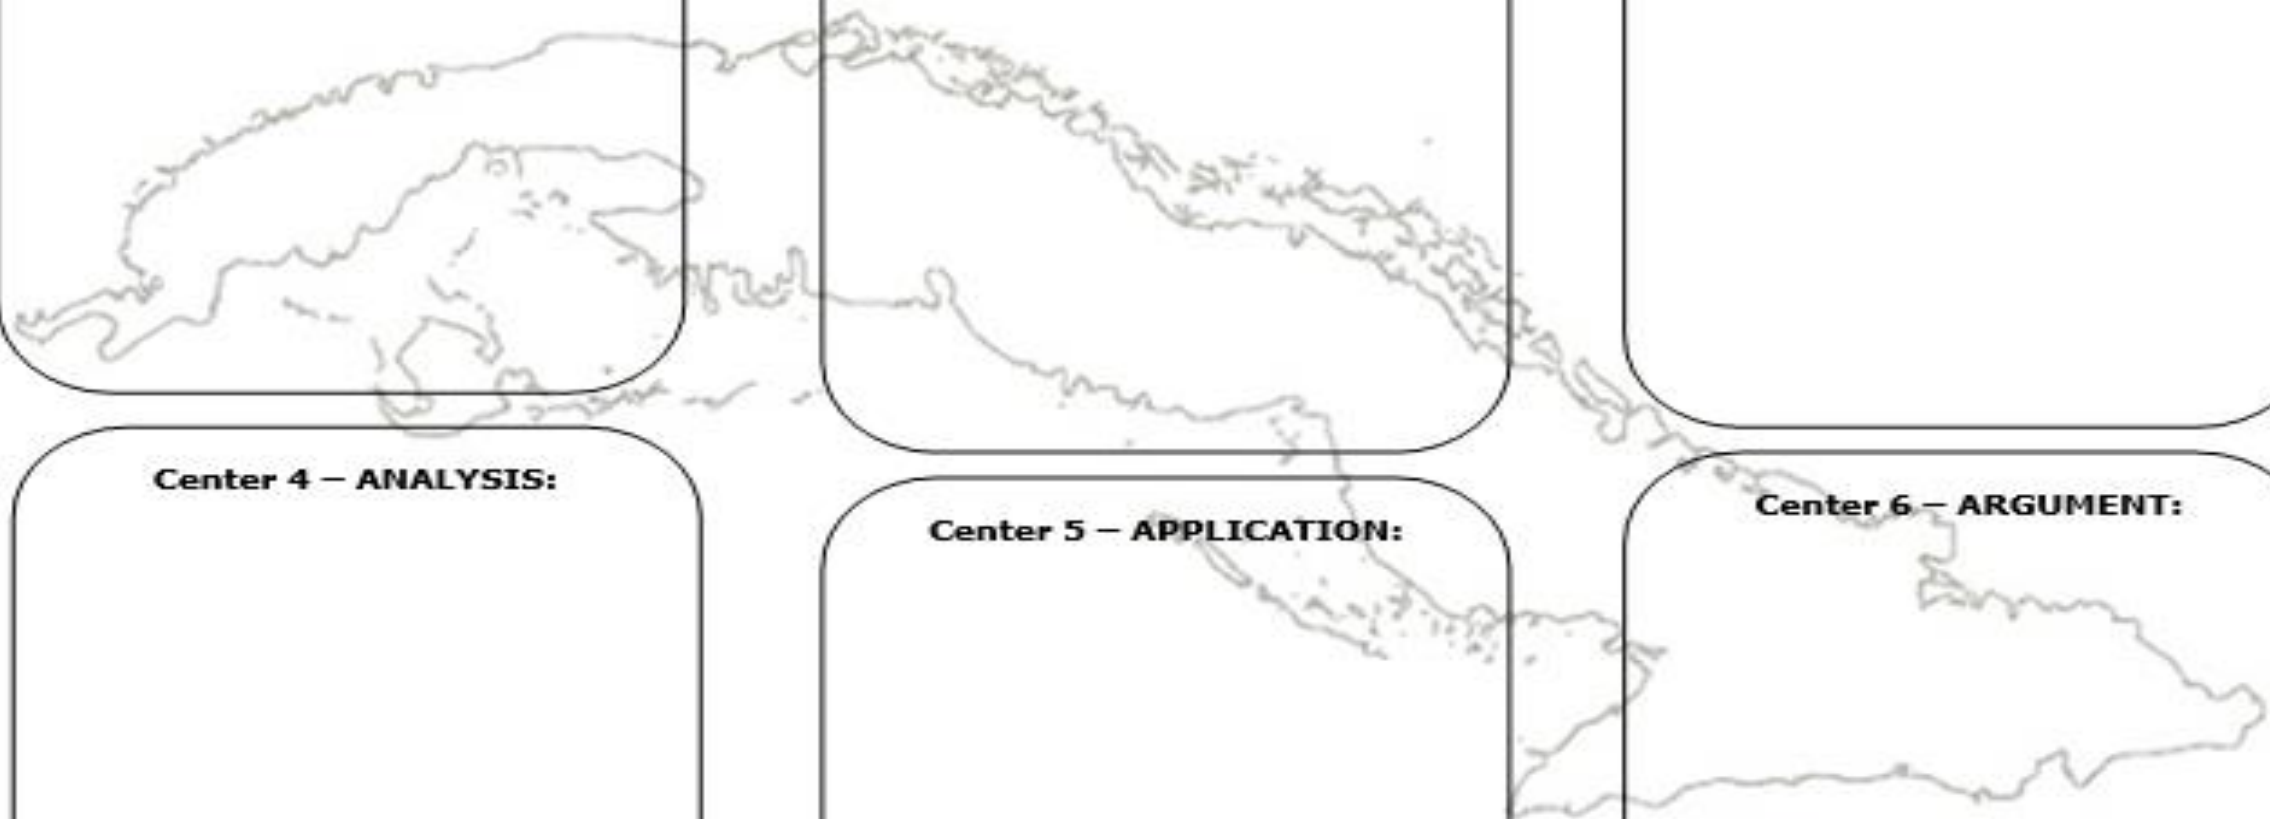 Center 4 – ANALYSIS:
Center 5 – APPLICATION:
Center 6 – ARGUMENT: